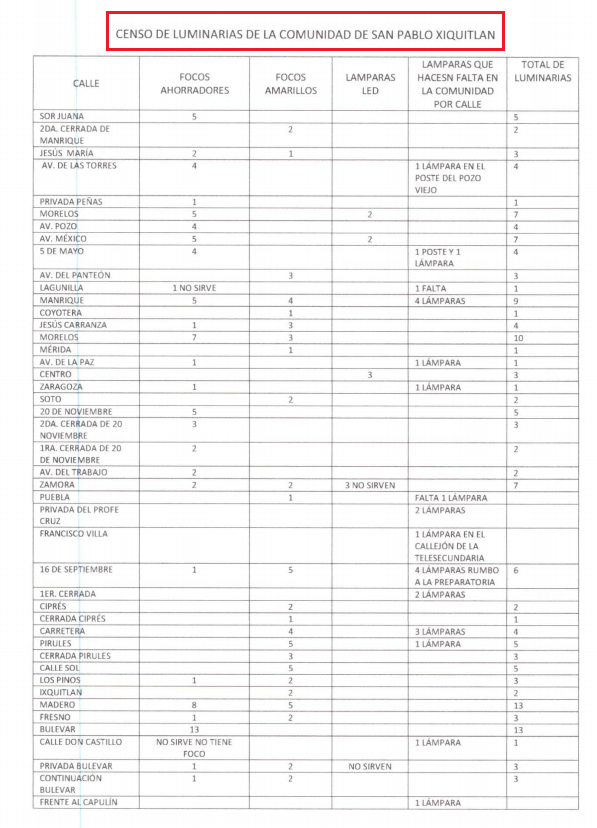 CENSO DE LUMINARIAS DE LA COMUNIDAD DE SAN PABLO XIQUITLAN
CALLE FOCOS AHORRADORES FOCOS AMARILLOS LAMPARAS LED LAMPARAS QUE HACESN FALTA EN LA COMUNIDAD POR CALLE TOTAL DE LUMINARIAS
SOR JUANA 5 5
2DA. CERRADA DE MANRIQUE 2 2
JESÚS MARÍA 2 1 3
AV. DE LAS TORRES 4 1 LÁMPARA EN EL POSTE DEL POZO VIEJO 4
PRIVADA PEÑAS 1 1
MORELOS 5 2 7
AV. POZO 4 4
AV. MÉXICO 5 2 7
5 DE MAYO 4 1 POSTE Y 1 LÁMPARA 4
AV. DEL PANTEÓN 3 3
LAGUNILLA 1 NO SIRVE 1 FALTA 1
MANRIQUE 5 4 4 LÁMPARAS 9
COYOTERA 1 1
JESÚS CARRANZA 1 3 4
MORELOS 7 3 10
MÉRIDA 1 1
AV. DE LA PAZ 1 1 LÁMPARA 1
CENTRO 3 3
ZARAGOZA 1 1 LÁMPARA 1
SOTO 2 2
20 DE NOVIEMBRE 5 5
2DA. CERRADA DE 20 NOVIEMBRE 3 3
1RA. CERRADA DE 20 DE NOVIEMBRE 2 2
AV. DEL TRABAJO 2 2
ZAMORA 2 2 3 NO SIRVEN 7
PUEBLA 1 FALTA 1 LÁMPARA
PRIVADA DEL PROFE CRUZ 2 LÁMPARAS
FRANCISCO VILLA 1 LÁMPARA EN EL CALLEJÓN DE LA TELESECUNDARIA
16 DE SEPTIEMBRE 1 5 4 LÁMPARAS RUMBO A LA PREPARATORIA 6
1ER. CERRADA 2 LÁMPARAS
CIPRÉS 2 2
CERRADA CIPRÉS 1 1
CARRETERA 4 3 LÁMPARAS 4
PIRULES 5 1 LÁMPARA 5
CERRADA PIRULES 3 3
CALLE SOL 5 5
LOS PINOS 1 2 3
IXQUITLAN 2 2
MADERO 8 5 13
FRESNO 1 2 3
BULEVAR 13 13
CALLE DON CASTILLO NO SIRVE NO TIENE FOCO 1 LÁMPARA 1
PRIVADA BULEVAR 1 2 NO SIRVEN 3
CONTINUACIÓN BULEVAR 1 2 3
FRENTE AL CAPULÍN 1 LÁMPARA